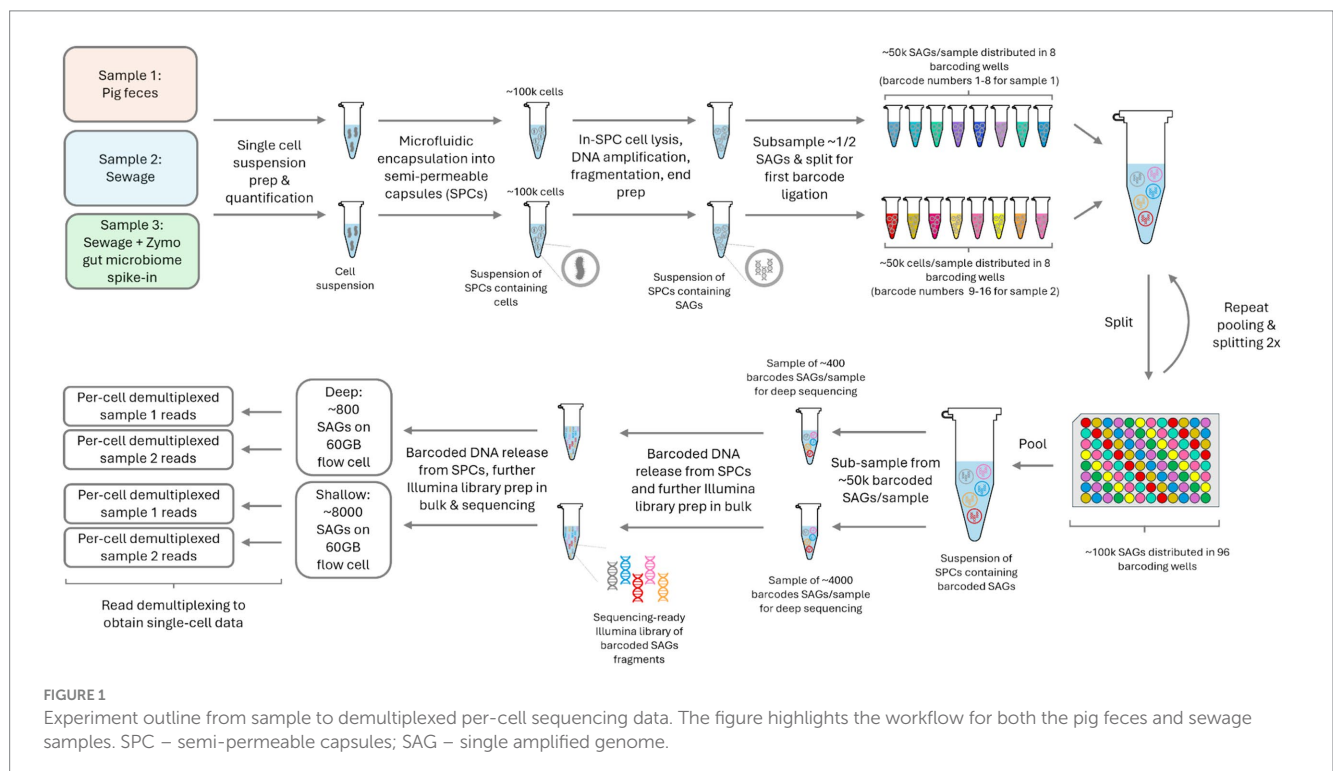 Sample 1:
Pig feces
Sample 2:
Sewage
Sample 3:
Sewage + Zymo
gut microbiome
spike-in
Single cell
suspension
prep &
quantification
Cell
suspension
Microfluidic
encapsulation into
semi-permeable
capsules (SPCs)
~100k cells
~100k cells
Suspension of
SPCs containing
cells
In-SPC cell lysis,
DNA amplification,
fragmentation, end
prep
Suspension of
SPCs containing
SAGs
Subsample ~1/2
SAGs & split for
first barcode
ligation
~50k SAGs/sample distributed in 8
barcoding wells
(barcode numbers 1-8 for sample 1)
~50k cells/sample distributed in 8
barcoding wells
(barcode numbers 9-16 for sample 2)
Split
Repeat
pooling &
splitting 2x
~100k SAGs distributed in 96
barcoding wells
Pool
Suspension of
SPCs containing
barcoded SAGs
Sub-sample from
~50k barcoded
SAGs/sample
Sample of ~400
barcodes SAGs/sample
for deep sequencing
Sample of ~4000
barcodes SAGs/sample
for deep sequencing
Barcoded DNA
release from SPCs
and further Illumina
library prep in bulk
Sequencing-ready
Illumina library of
barcoded SAGs
fragments
Barcoded DNA release
from SPCs, further
Illumina library prep in
bulk & sequencing
Deep:
~800
SAGs on
60GB
flow cell
Shallow:
~8000
SAGs on
60GB
flow cell
Per-cell demultiplexed
sample 1 reads
Per-cell demultiplexed
sample 2 reads
Per-cell demultiplexed
sample 1 reads
Per-cell demultiplexed
sample 2 reads
Read demultiplexing to
obtain single-cell data
FIGURE 1
Experiment outline from sample to demultiplexed per-cell sequencing data. The figure highlights the workflow for both the pig feces and sewage
samples. SPC – semi-permeable capsules; SAG – single amplified genome.